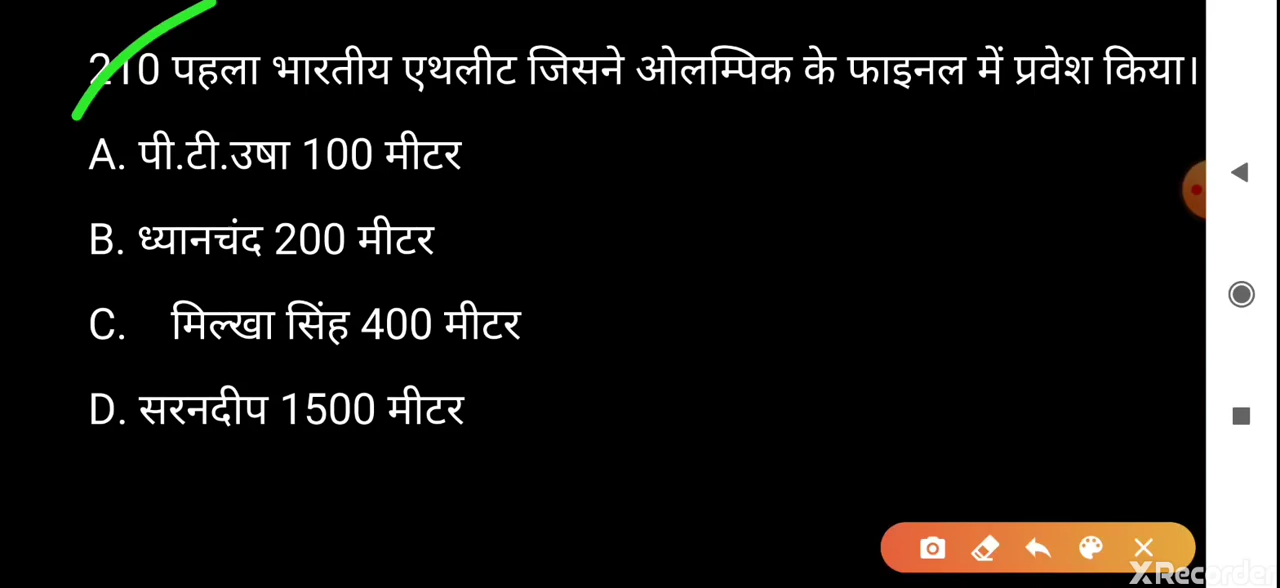 210 पहला भारतीय एथलीट जिसने ओलम्पिक के फाइनल में प्रवेश किया।
A. पी.टी.उषा 100 मीटर
B. ध्यानचंद 200 मीटर
C. मिल्खा सिंह 400 मीटर
D. सरनदीप 1500 मीटर
XRecorder